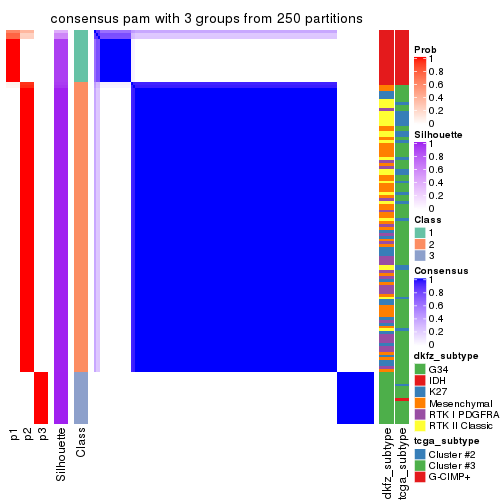 consensus pam with 3 groups from 250 partitions
Prob
1
0.8
0.6
0.4
0.2
0
Silhouette
1
0.8
0.6
0.4
0.2
0
Class
1
2
3
Consensus
1
0.8
0.6
0.4
0.2
0
dkfz_subtype
G34
IDH
K27
Mesenchymal
RTK I PDGFRA
RTK II Classic
tcga_subtype
Cluster #2
Cluster #3
G-CIMP+
p1
p2
p3
Silhouette
Class
dkfz_subtype
tcga_subtype